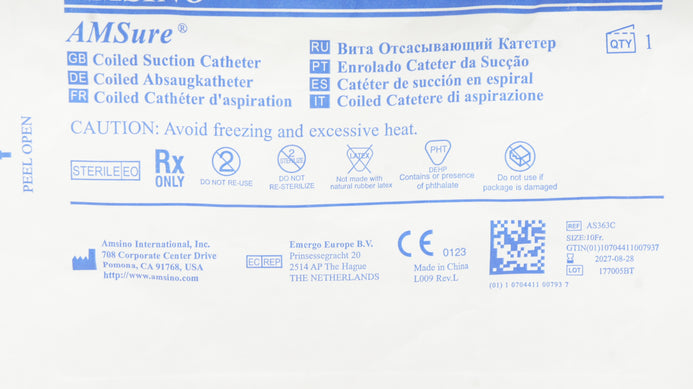 AMSINO
AMSure®
GB Coiled Suction Catheter
DE Coiled Absaugkatheter
FR Coiled Cathéter d'aspiration
RU Вита Отсасывающий Катетер
PT Enrolado Cateter da Sucção
ES Catéter de succión en espiral
IT Coiled Catetere di aspirazione
QTY 1
PEEL OPEN
CAUTION: Avoid freezing and excessive heat.
STERILE EO
Rx
ONLY
2
DO NOT RE-USE
2
STERILIZE
DO NOT
RE-STERILIZE
LATEX
Not made with
natural rubber latex
PHT
DEHP
Contains or presence
of phthalate
Do not use if
package is damaged
Amsino International, Inc.
708 Corporate Center Drive
Pomona, CA 91768, USA
http://www.amsino.com
EC REP
Emergo Europe B.V.
Prinsessegracht 20
2514 AP The Hague
THE NETHERLANDS
CE 0123
Made in China
L009 Rev.L
(01) 1 0704411 00793 7
REF AS363C
SIZE:10Fr.
GTIN(01)10704411007937
2027-08-28
LOT 177005BT